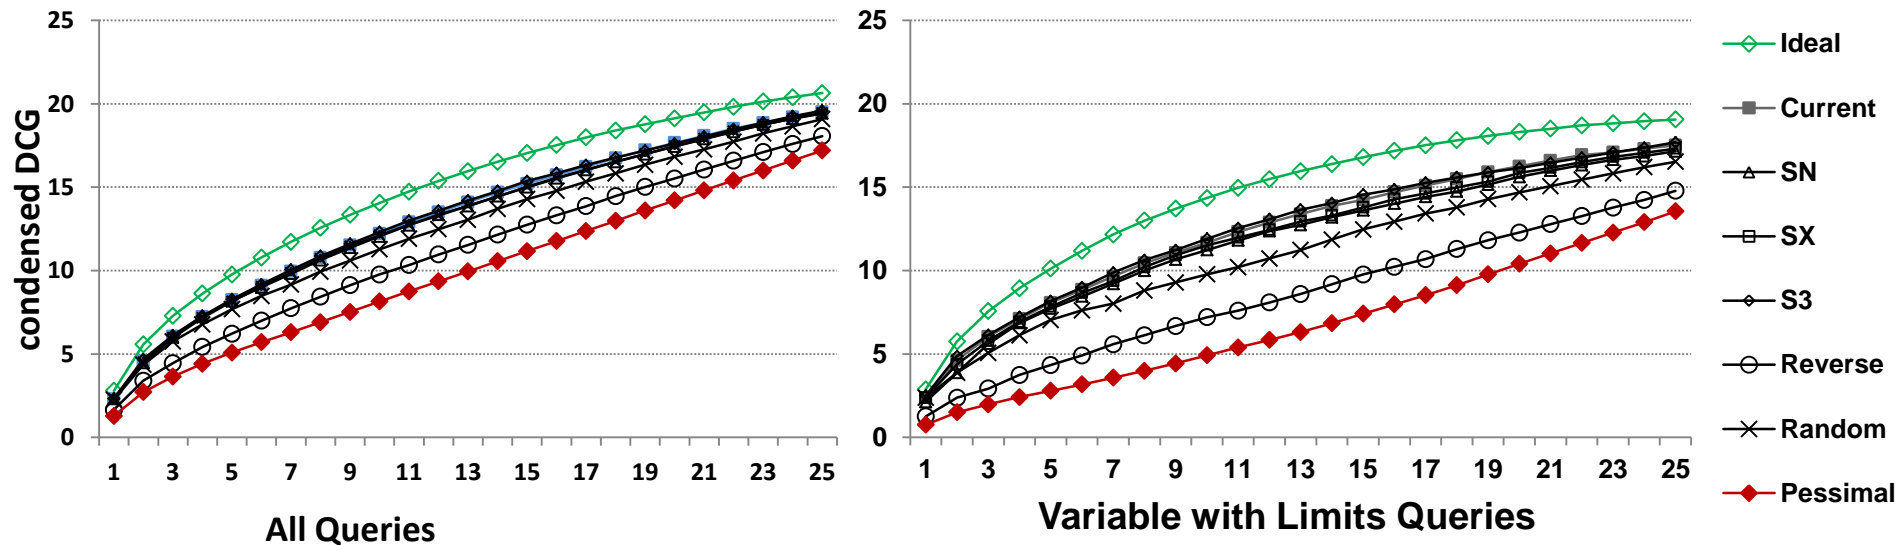 condensed DCG
25
20
15
10
5
0
1 3 5 7 9 11 13 15 17 19 21 23 25
All Queries
25
20
15
10
5
0
1 3 5 7 9 11 13 15 17 19 21 23 25
Variable with Limits Queries
Ideal
Current
SN
SX
S3
Reverse
Random
Pessimal